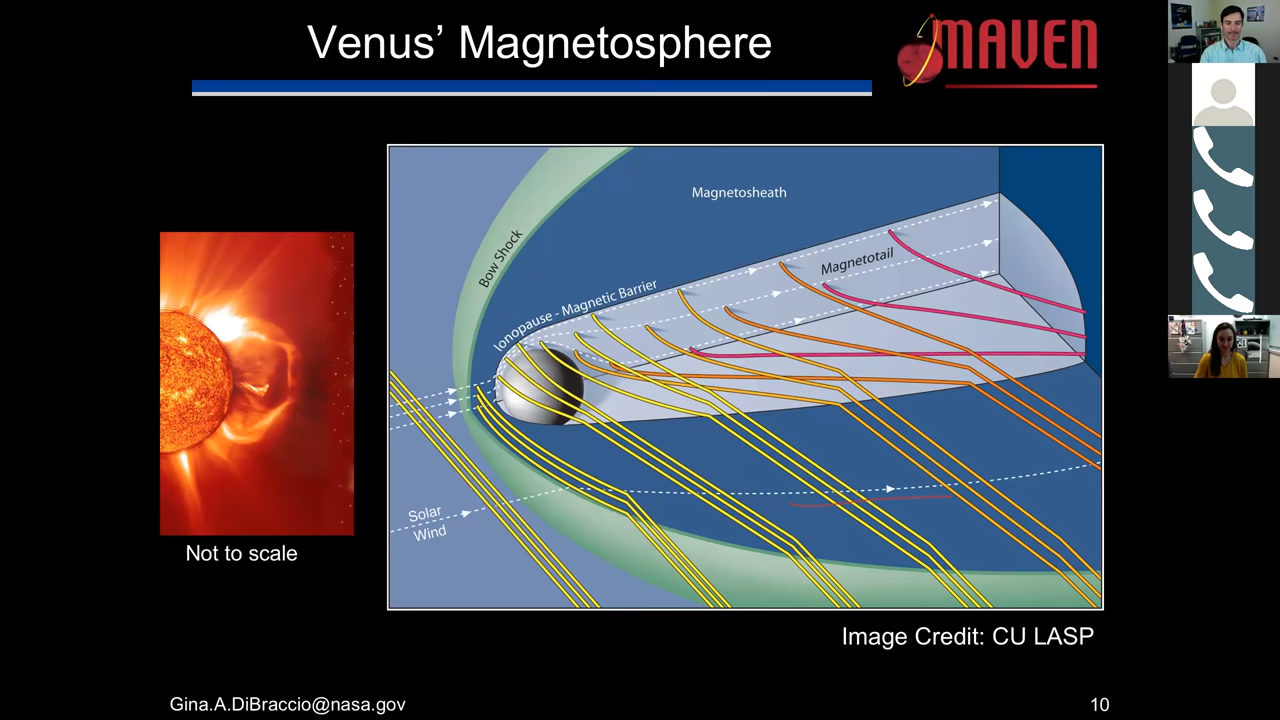 Venus’ Magnetosphere
MAVEN
Magnetosheath
Bow Shock
Ionopause - Magnetic Barrier
Magnetotail
Solar
Wind
Not to scale
Image Credit: CU LASP
Gina.A.DiBraccio@nasa.gov
10